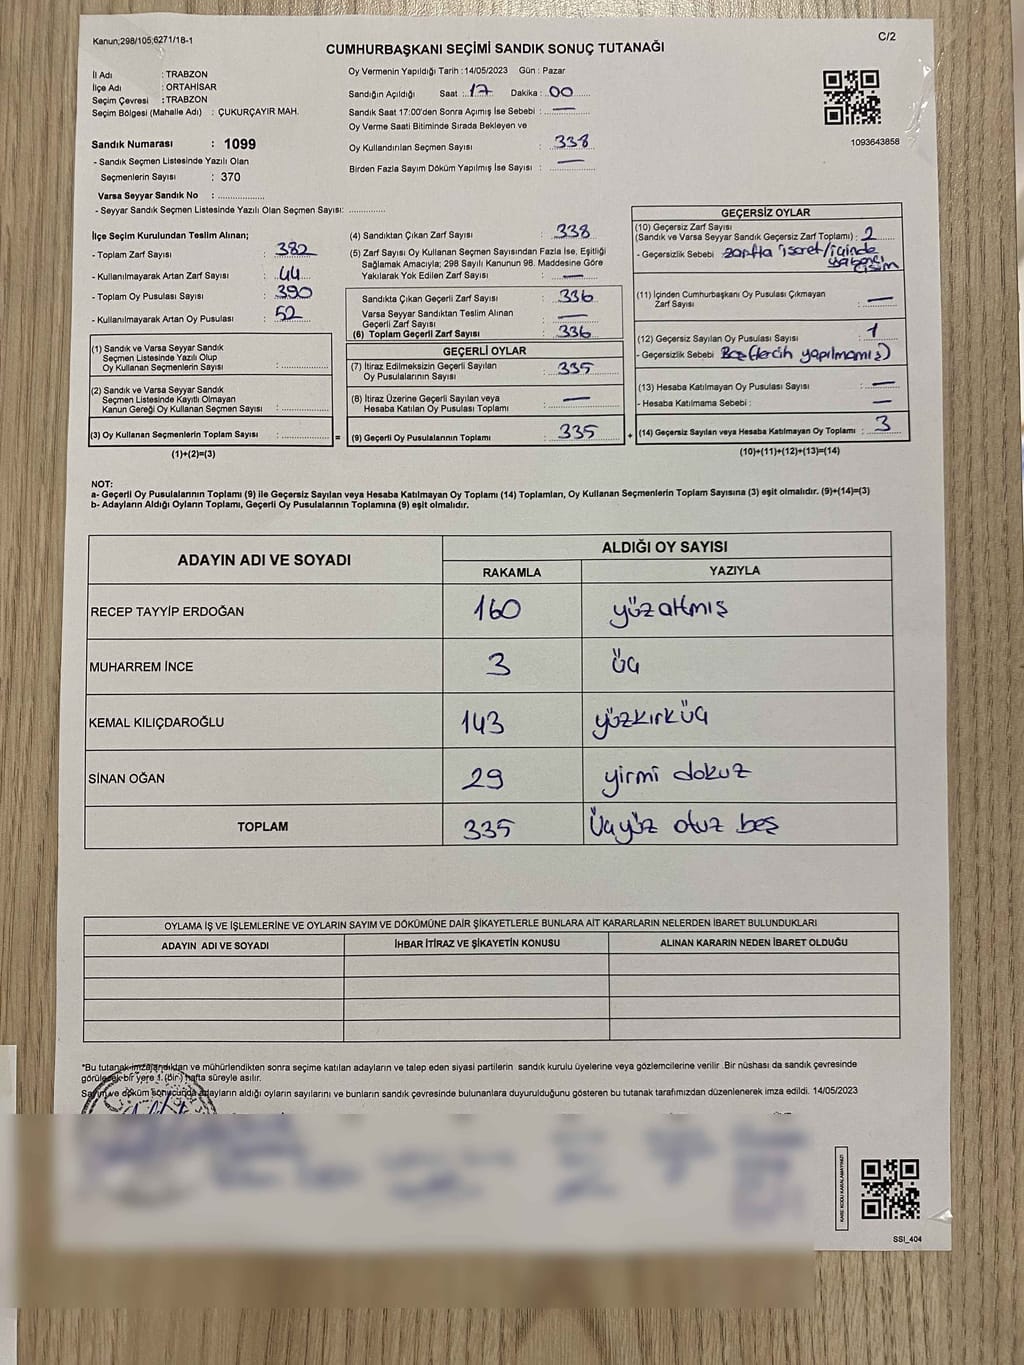 Kanun;298/105;6271/18-1
C/2
CUMHURBAŞKANI SEÇİMİ SANDIK SONUÇ TUTANAĞI
İl Adı : TRABZON
İlçe Adı : ORTAHİSAR
Seçim Çevresi : TRABZON
Seçim Bölgesi (Mahalle Adı) : ÇUKURÇAYIR MAH.
Sandık Numarası : 1099
- Sandık Seçmen Listesinde Yazılı Olan
Seçmenlerin Sayısı : 370
Varsa Seyyar Sandık No : ..................
- Seyyar Sandık Seçmen Listesinde Yazılı Olan Seçmen Sayısı: .............
Oy Vermenin Yapıldığı Tarih :14/05/2023 Gün : Pazar
Sandığın Açıldığı Saat : 17 Dakika : 00
Sandık Saat 17:00'den Sonra Açımış İse Sebebi : —
Oy Verme Saati Bitiminde Sırada Bekleyen ve
Oy Kullandırılan Seçmen Sayısı : 338
Birden Fazla Sayım Döküm Yapılmış İse Sayısı : —
1093643858
İlçe Seçim Kurulundan Teslim Alınan;
- Toplam Zarf Sayısı : 382
- Kullanılmayarak Artan Zarf Sayısı : 44
- Toplam Oy Pusulası Sayısı : 390
- Kullanılmayarak Artan Oy Pusulası : 52
(1) Sandık ve Varsa Seyyar Sandık
Seçmen Listesinde Yazılı Olup
Oy Kullanan Seçmenlerin Sayısı : ............
(2) Sandık ve Varsa Seyyar Sandık
Seçmen Listesinde Kayıtlı Olmayan
Kanun Gereği Oy Kullanan Seçmen Sayısı : ............
(3) Oy Kullanan Seçmenlerin Toplam Sayısı : ............
(1)+(2)=(3)
=
(4) Sandıktan Çıkan Zarf Sayısı : 338
(5) Zarf Sayısı Oy Kullanan Seçmen Sayısından Fazla İse, Eşitliği
Sağlamak Amacıyla; 298 Sayılı Kanunun 98. Maddesine Göre
Yakılarak Yok Edilen Zarf Sayısı : —
Sandıkta Çıkan Geçerli Zarf Sayısı : 336
Varsa Seyyar Sandıktan Teslim Alınan
Geçerli Zarf Sayısı : —
(6) Toplam Geçerli Zarf Sayısı : 336
GEÇERLİ OYLAR
(7) İtiraz Edilmeksizin Geçerli Sayılan
Oy Pusulalarının Sayısı : 335
(8) İtiraz Üzerine Geçerli Sayılan veya
Hesaba Katılan Oy Pusulası Toplamı : —
(9) Geçerli Oy Pusulalarının Toplamı : 335
+
GEÇERSİZ OYLAR
(10) Geçersiz Zarf Sayısı
(Sandık ve Varsa Seyyar Sandık Geçersiz Zarf Toplamı) : 2
- Geçersizlik Sebebi zarfta işaret/içinde
yabancı
cisim
(11) İçinden Cumhurbaşkanı Oy Pusulası Çıkmayan
Zarf Sayısı : —
(12) Geçersiz Sayılan Oy Pusulası Sayısı : 1
- Geçersizlik Sebebi Boş(tercih yapılmamış)
(13) Hesaba Katılmayan Oy Pusulası Sayısı : —
- Hesaba Katılmama Sebebi : —
(14) Geçersiz Sayılan veya Hesaba Katılmayan Oy Toplamı : 3
(10)+(11)+(12)+(13)=(14)
NOT:
a- Geçerli Oy Pusulalarının Toplamı (9) ile Geçersiz Sayılan veya Hesaba Katılmayan Oy Toplamı (14) Toplamları, Oy Kullanan Seçmenlerin Toplam Sayısına (3) eşit olmalıdır. (9)+(14)=(3)
b- Adayların Aldığı Oyların Toplamı, Geçerli Oy Pusulalarının Toplamına (9) eşit olmalıdır.
ADAYIN ADI VE SOYADI ALDIĞI OY SAYISI
RAKAMLA YAZIYLA
RECEP TAYYİP ERDOĞAN 160 yüzaltmış
MUHARREM İNCE 3 üç
KEMAL KILIÇDAROĞLU 143 yüzkırküç
SİNAN OĞAN 29 yirmi dokuz
TOPLAM 335 üçyüz otuz beş
OYLAMA İŞ VE İŞLEMLERİNE VE OYLARIN SAYIM VE DÖKÜMÜNE DAİR ŞİKAYETLERLE BUNLARA AİT KARARLARIN NELERDEN İBARET BULUNDUKLARI
ADAYIN ADI VE SOYADI İHBAR İTİRAZ VE ŞİKAYETİN KONUSU ALINAN KARARIN NEDEN İBARET OLDUĞU
*Bu tutanak imzalandıktan ve mühürlendikten sonra seçime katılan adayların ve talep eden siyasi partilerin sandık kurulu üyelerine veya gözlemcilerine verilir .Bir nüshası da sandık çevresinde
görülecek bir yere 1 (bir) hafta süreyle asılır.
Sayım ve döküm sonucunda adayların aldığı oyların sayılarını ve bunların sandık çevresinde bulunanlara duyurulduğunu gösteren bu tutanak tarafımızdan düzenlenerek imza edildi. 14/05/2023
KARE KODU KARALAMAYINIZ!
SSI_404